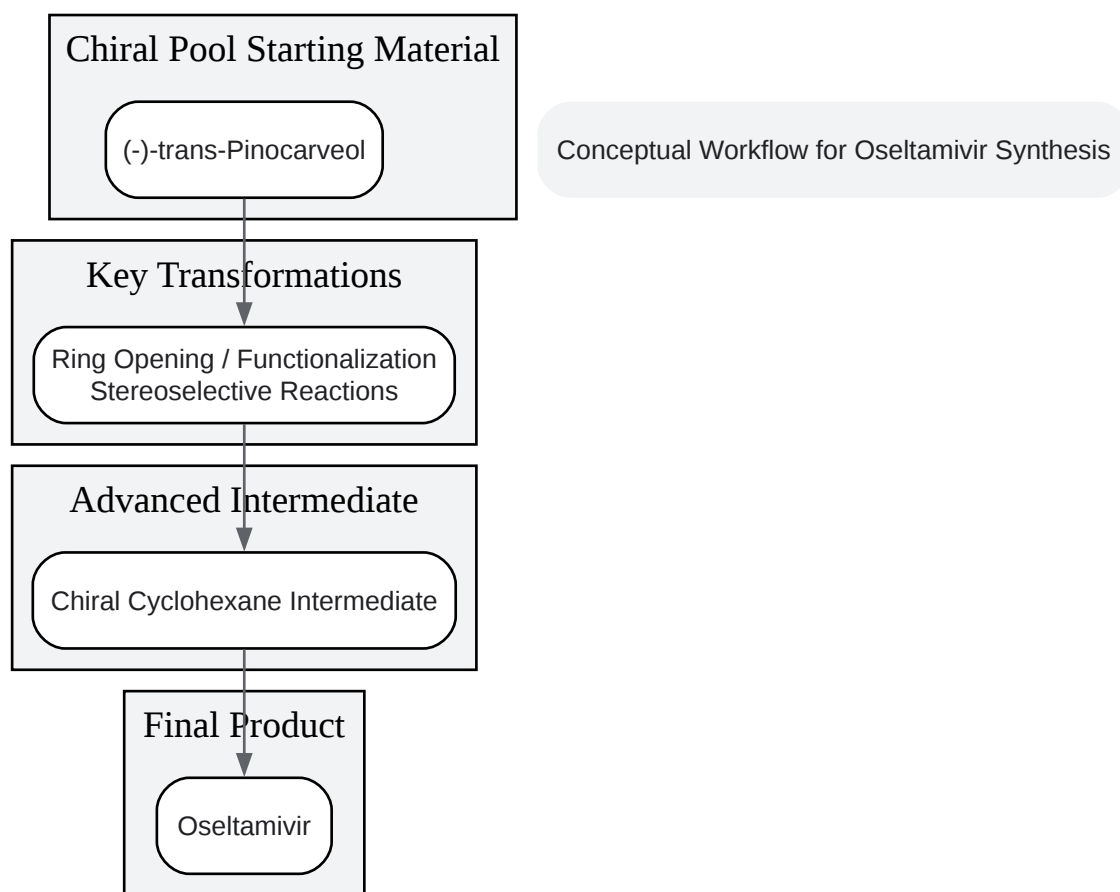 Chiral Pool Starting Material
(-)-trans-Pinocarveol
Conceptual Workflow for Oseltamivir Synthesis
Key Transformations
Ring Opening / Functionalization
Stereoselective Reactions
Advanced Intermediate
Chiral Cyclohexane Intermediate
Final Product
Oseltamivir